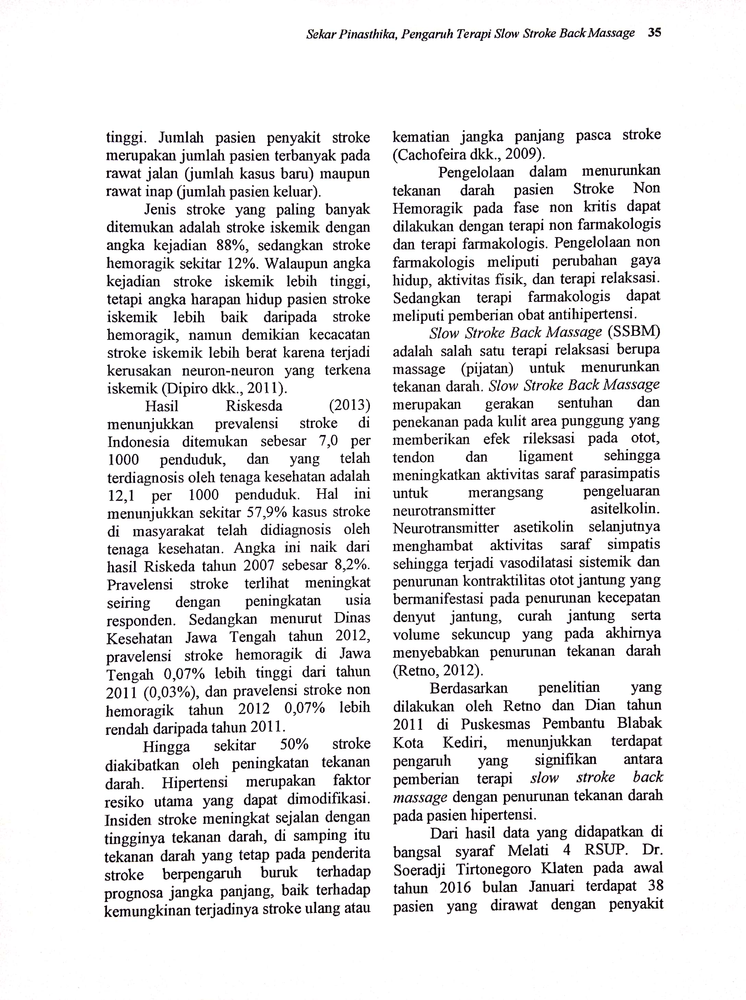 Sekar Pinasthika, Pengaruh Terapi Slow Stroke Back Massage 35
tinggi. Jumlah pasien penyakit stroke
merupakan jumlah pasien terbanyak pada
rawat jalan (jumlah kasus baru) maupun
rawat inap (jumlah pasien keluar).
Jenis stroke yang paling banyak
ditemukan adalah stroke iskemik dengan
angka kejadian 88%, sedangkan stroke
hemoragik sekitar 12%. Walaupun angka
kejadian stroke iskemik lebih tinggi,
tetapi angka harapan hidup pasien stroke
iskemik lebih baik daripada stroke
hemoragik, namun demikian kecacatan
stroke iskemik lebih berat karena terjadi
kerusakan neuron-neuron yang terkena
iskemik (Dipiro dkk., 2011).
Hasil Riskesda (2013)
menunjukkan prevalensi stroke di
Indonesia ditemukan sebesar 7,0 per
1000 penduduk, dan yang telah
terdiagnosis oleh tenaga kesehatan adalah
12,1 per 1000 penduduk. Hal ini
menunjukkan sekitar 57,9% kasus stroke
di masyarakat telah didiagnosis oleh
tenaga kesehatan. Angka ini naik dari
hasil Riskeda tahun 2007 sebesar 8,2%.
Pravelensi stroke terlihat meningkat
seiring dengan peningkatan usia
responden. Sedangkan menurut Dinas
Kesehatan Jawa Tengah tahun 2012,
pravelensi stroke hemoragik di Jawa
Tengah 0,07% lebih tinggi dari tahun
2011 (0,03%), dan pravelensi stroke non
hemoragik tahun 2012 0,07% lebih
rendah daripada tahun 2011.
Hingga sekitar 50% stroke
diakibatkan oleh peningkatan tekanan
darah. Hipertensi merupakan faktor
resiko utama yang dapat dimodifikasi.
Insiden stroke meningkat sejalan dengan
tingginya tekanan darah, di samping itu
tekanan darah yang tetap pada penderita
stroke berpengaruh buruk terhadap
prognosa jangka panjang, baik terhadap
kemungkinan terjadinya stroke ulang atau
kematian jangka panjang pasca stroke
(Cachofeira dkk., 2009).
Pengelolaan dalam menurunkan
tekanan darah pasien Stroke Non
Hemoragik pada fase non kritis dapat
dilakukan dengan terapi non farmakologis
dan terapi farmakologis. Pengelolaan non
farmakologis meliputi perubahan gaya
hidup, aktivitas fisik, dan terapi relaksasi.
Sedangkan terapi farmakologis dapat
meliputi pemberian obat antihipertensi.
Slow Stroke Back Massage (SSBM)
adalah salah satu terapi relaksasi berupa
massage (pijatan) untuk menurunkan
tekanan darah. Slow Stroke Back Massage
merupakan gerakan sentuhan dan
penekanan pada kulit area punggung yang
memberikan efek rileksasi pada otot,
tendon dan ligament sehingga
meningkatkan aktivitas saraf parasimpatis
untuk merangsang pengeluaran
neurotransmitter asitelkolin.
Neurotransmitter asetikolin selanjutnya
menghambat aktivitas saraf simpatis
sehingga terjadi vasodilatasi sistemik dan
penurunan kontraktilitas otot jantung yang
bermanifestasi pada penurunan kecepatan
denyut jantung, curah jantung serta
volume sekuncup yang pada akhirnya
menyebabkan penurunan tekanan darah
(Retno, 2012).
Berdasarkan penelitian yang
dilakukan oleh Retno dan Dian tahun
2011 di Puskesmas Pembantu Blabak
Kota Kediri, menunjukkan terdapat
pengaruh yang signifikan antara
pemberian terapi slow stroke back
massage dengan penurunan tekanan darah
pada pasien hipertensi.
Dari hasil data yang didapatkan di
bangsal syaraf Melati 4 RSUP. Dr.
Soeradji Tirtonegoro Klaten pada awal
tahun 2016 bulan Januari terdapat 38
pasien yang dirawat dengan penyakit